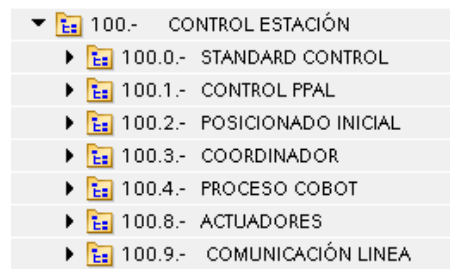 100.- CONTROL ESTACIÓN
100.0.- STANDARD CONTROL
100.1.- CONTROL PPAL
100.2.- POSICIONADO INICIAL
100.3.- COORDINADOR
100.4.- PROCESO COBOT
100.8.- ACTUADORES
100.9.- COMUNICACIÓN LINEA